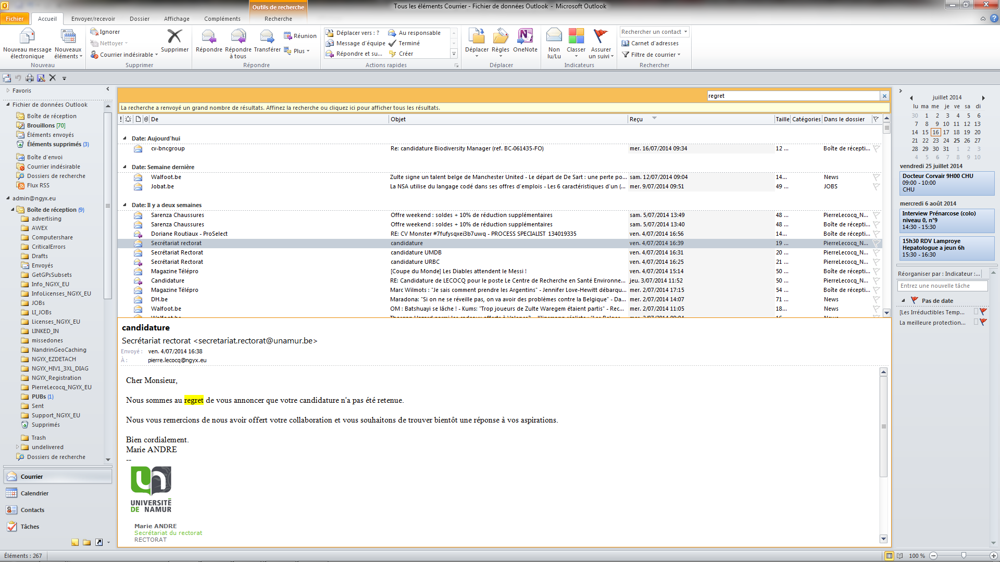 Outils de recherche
Tous les éléments Courrier - Fichier de données Outlook - Microsoft Outlook
Fichier Accueil Envoyer/recevoir Dossier Affichage Compléments Recherche
Nouveau message électronique
Nouveaux éléments
Nouveau
Ignorer
Nettoyer
Courrier indésirable
Supprimer
Supprimer
Répondre
Répondre à tous
Transférer
Réunion
Plus
Répondre
Déplacer vers : ?
Message d'équipe
Répondre et su...
Au responsable
Terminé
Créer
Actions rapides
Déplacer
Règles
OneNote
Déplacer
Non lu/Lu
Classer
Assurer un suivi
Indicateurs
Rechercher un contact
Carnet d'adresses
Filtre de courrier
Rechercher
Favoris
Fichier de données Outlook
Boîte de réception
Brouillons [70]
Éléments envoyés
Éléments supprimés (3)
Boîte d'envoi
Courrier indésirable
Dossiers de recherche
Flux RSS
admin@ngyx.eu
Boîte de réception (9)
advertising
AWEX
Computershare
CriticalErrors
Drafts
Envoyés
GetGPsSubsets
Info_NGYX_EU
InfoLicenses_NGYX_EU
JOBs
LI_JOBs
Licenses_NGYX_EU
LINKED_IN
missedones
NandrinGeoCaching
NGYX_EZDETACH
NGYX_HIV1_3XL_DIAG
NGYX_Registration
PierreLecocq_NGYX_EU
PUBs (1)
Sent
Support_NGYX_EU
Supprimés
Trash
undelivered
Dossiers de recherche
Courrier
Calendrier
Contacts
Tâches
regret
La recherche a renvoyé un grand nombre de résultats. Affinez la recherche ou cliquez ici pour afficher tous les résultats.
De Objet Reçu Taille Catégories Dans le dossier
Date: Aujourd'hui
cv-bncgroup Re: candidature Biodiversity Manager (ref. BC-061435-FO) mer. 16/07/2014 09:34 12 ... Boîte de récepti...
Date: Semaine dernière
Walfoot.be Zulte signe un talent belge de Manchester United - Le départ de De Sart : une perte po... sam. 12/07/2014 09:04 14... News
Jobat.be La NSA utilise du langage codé dans ses offres d'emplois - Les 6 caractéristiques d'un (... mer. 9/07/2014 09:51 49 ... JOBS
Date: Il y a deux semaines
Sarenza Chaussures Offre weekend : soldes + 10% de réduction supplémentaires sam. 5/07/2014 13:49 48 ... PierreLecocq_N...
Sarenza Chaussures Offre weekend : soldes + 10% de réduction supplémentaires sam. 5/07/2014 13:40 48 ... Boîte de récepti...
Doriane Routiaux - ProSelect RE: CV Monster #7fufysqxei3b7uwq - PROCESS SPECIALIST 134019335 ven. 4/07/2014 16:56 14... Boîte de récepti...
Secrétariat rectorat candidature ven. 4/07/2014 16:39 19 ... PierreLecocq_N...
Secrétariat Rectorat candidature UMDB ven. 4/07/2014 16:31 20 ... PierreLecocq_N...
Secrétariat Rectorat candidature URBC ven. 4/07/2014 16:25 21 ... PierreLecocq_N...
Magazine Télépro [Coupe du Monde] Les Diables attendent le Messi ! ven. 4/07/2014 15:14 50 ... Boîte de récepti...
Candidature RE: Candidature de LECOCQ pour le poste Le Centre de Recherche en Santé Environne... jeu. 3/07/2014 11:52 50 ... PierreLecocq_N...
Magazine Télépro Marc Wilmots : "Je sais comment prendre les Argentins" - Jennifer Love-Hewitt débarqu... mer. 2/07/2014 17:15 54 ... Boîte de récepti...
DH.be Maradona: "Si on ne se réveille pas, on va avoir des problèmes contre la Belgique" - Da... mer. 2/07/2014 14:07 71 ... News
Walfoot.be OM : Batshuayi se lâche ! - Kums: "Trop joueurs de Zulte Waregem étaient partis" - Rec... mer. 2/07/2014 11:05 18... News
candidature
Secrétariat rectorat <secretariat.rectorat@unamur.be>
Envoyé : ven. 4/07/2014 16:38
À : pierre.lecocq@ngyx.eu
Cher Monsieur,
Nous sommes au regret de vous annoncer que votre candidature n'a pas été retenue.
Nous vous remercions de nous avoir offert votre collaboration et vous souhaitons de trouver bientôt une réponse à vos aspirations.
Bien cordialement.
Marie ANDRE
--
UNIVERSITÉ
DE NAMUR
Marie ANDRE
Secrétariat du rectorat
RECTORAT
juillet 2014
lu ma me je ve sa di
30 1 2 3 4 5 6
7 8 9 10 11 12 13
14 15 16 17 18 19 20
21 22 23 24 25 26 27
28 29 30 31 1 2 3
4 5 6 7 8 9 10
vendredi 25 juillet 2014
Docteur Corvair 9H00 CHU
09:00 - 10:00
CHU
mercredi 6 août 2014
Interview Prénarcose (colo)
niveau 0, n°9
14:30 - 15:30
15h30 RDV Lamproye
Hepatologue a jeun 6h
15:30 - 16:30
Réorganiser par : Indicateur :...
Entrez une nouvelle tâche
Pas de date
[Les Irréductibles Temp...
La meilleure protection...
Éléments : 267
100 %